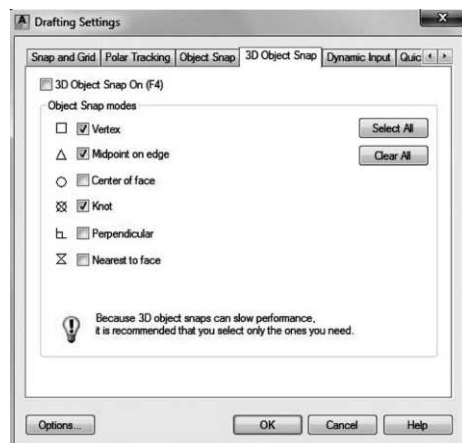 Drafting Settings
Snap and Grid Polar Tracking Object Snap 3D Object Snap Dynamic Input Quic
3D Object Snap On (F4)
Object Snap modes
Vertex
Select All
Midpoint on edge
Clear All
Center of face
Knot
Perpendicular
Nearest to face
Because 3D object snaps can slow performance,
it is recommended that you select only the ones you need.
Options... OK Cancel Help